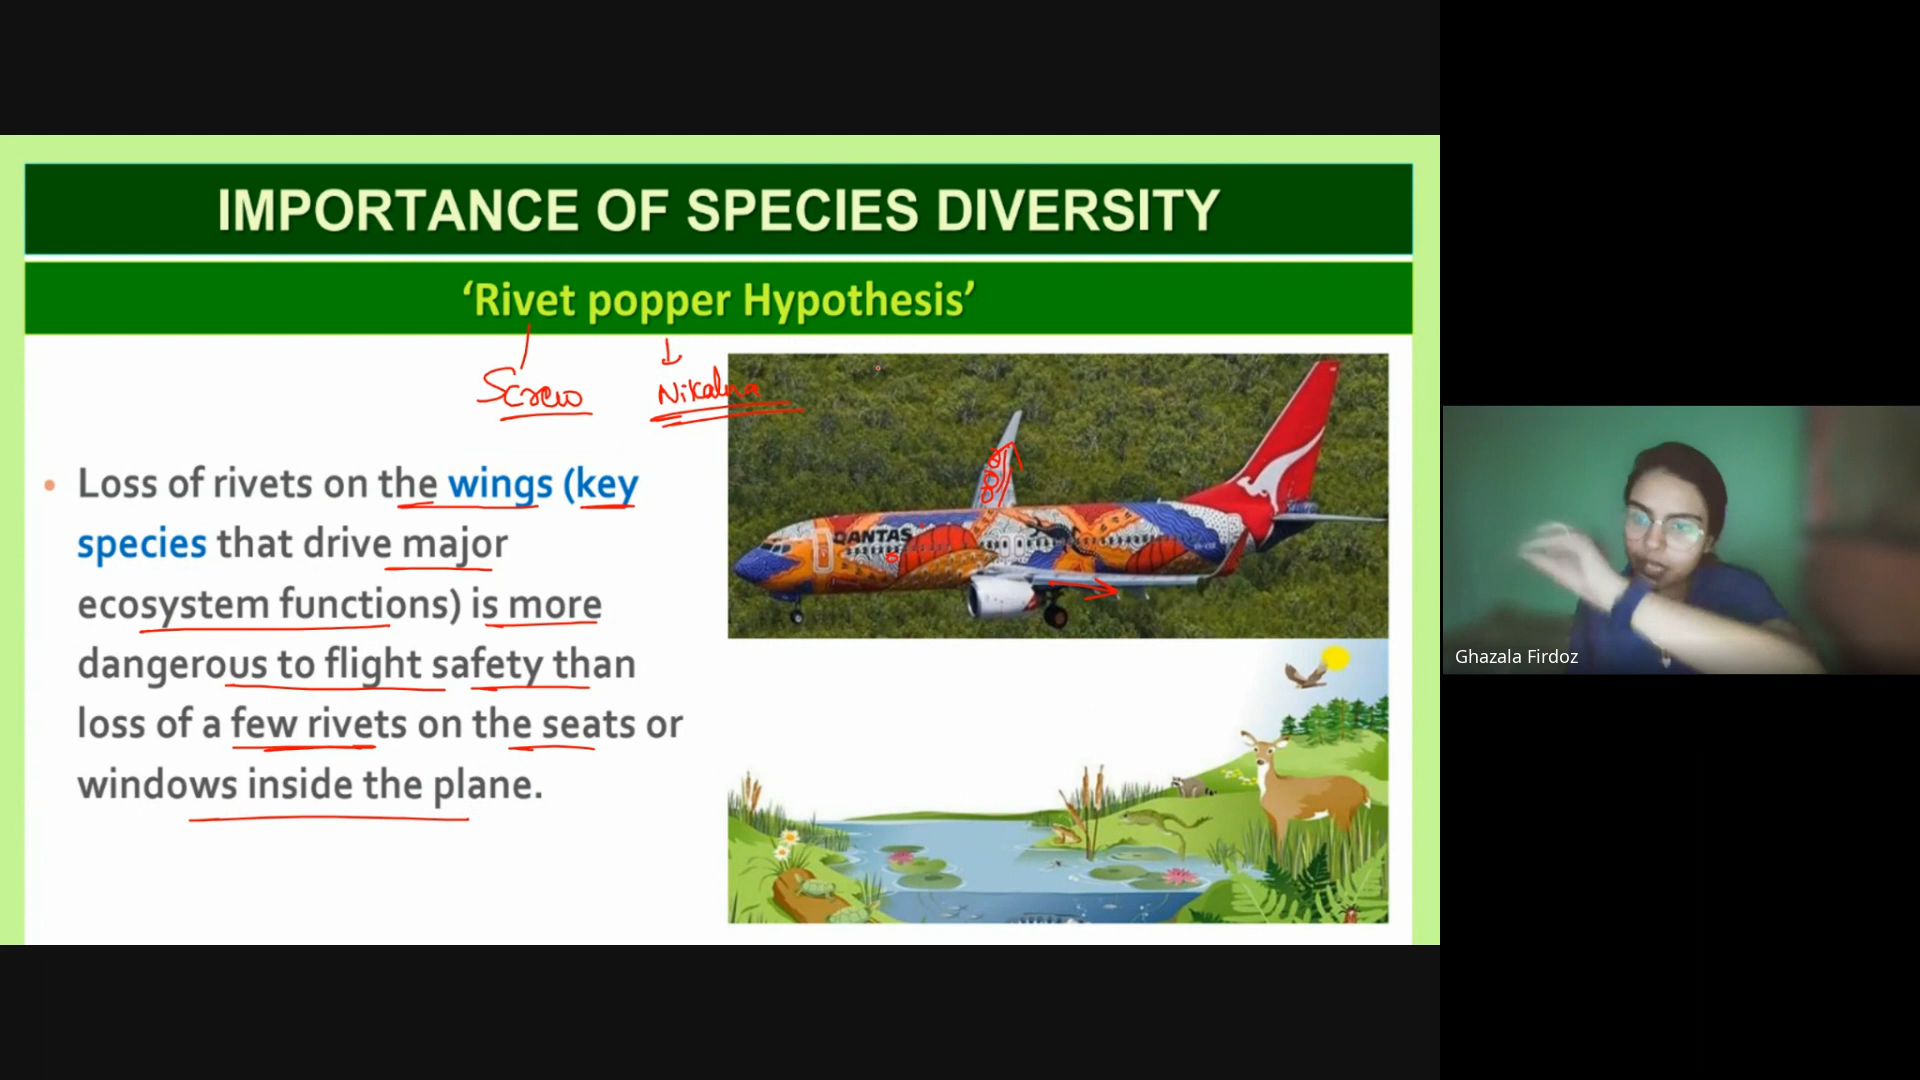 IMPORTANCE OF SPECIES DIVERSITY
‘Rivet popper Hypothesis’
Screw
Nikalna
• Loss of rivets on the wings (key
species that drive major
ecosystem functions) is more
dangerous to flight safety than
loss of a few rivets on the seats or
windows inside the plane.
QANTAS
Ghazala Firdoz